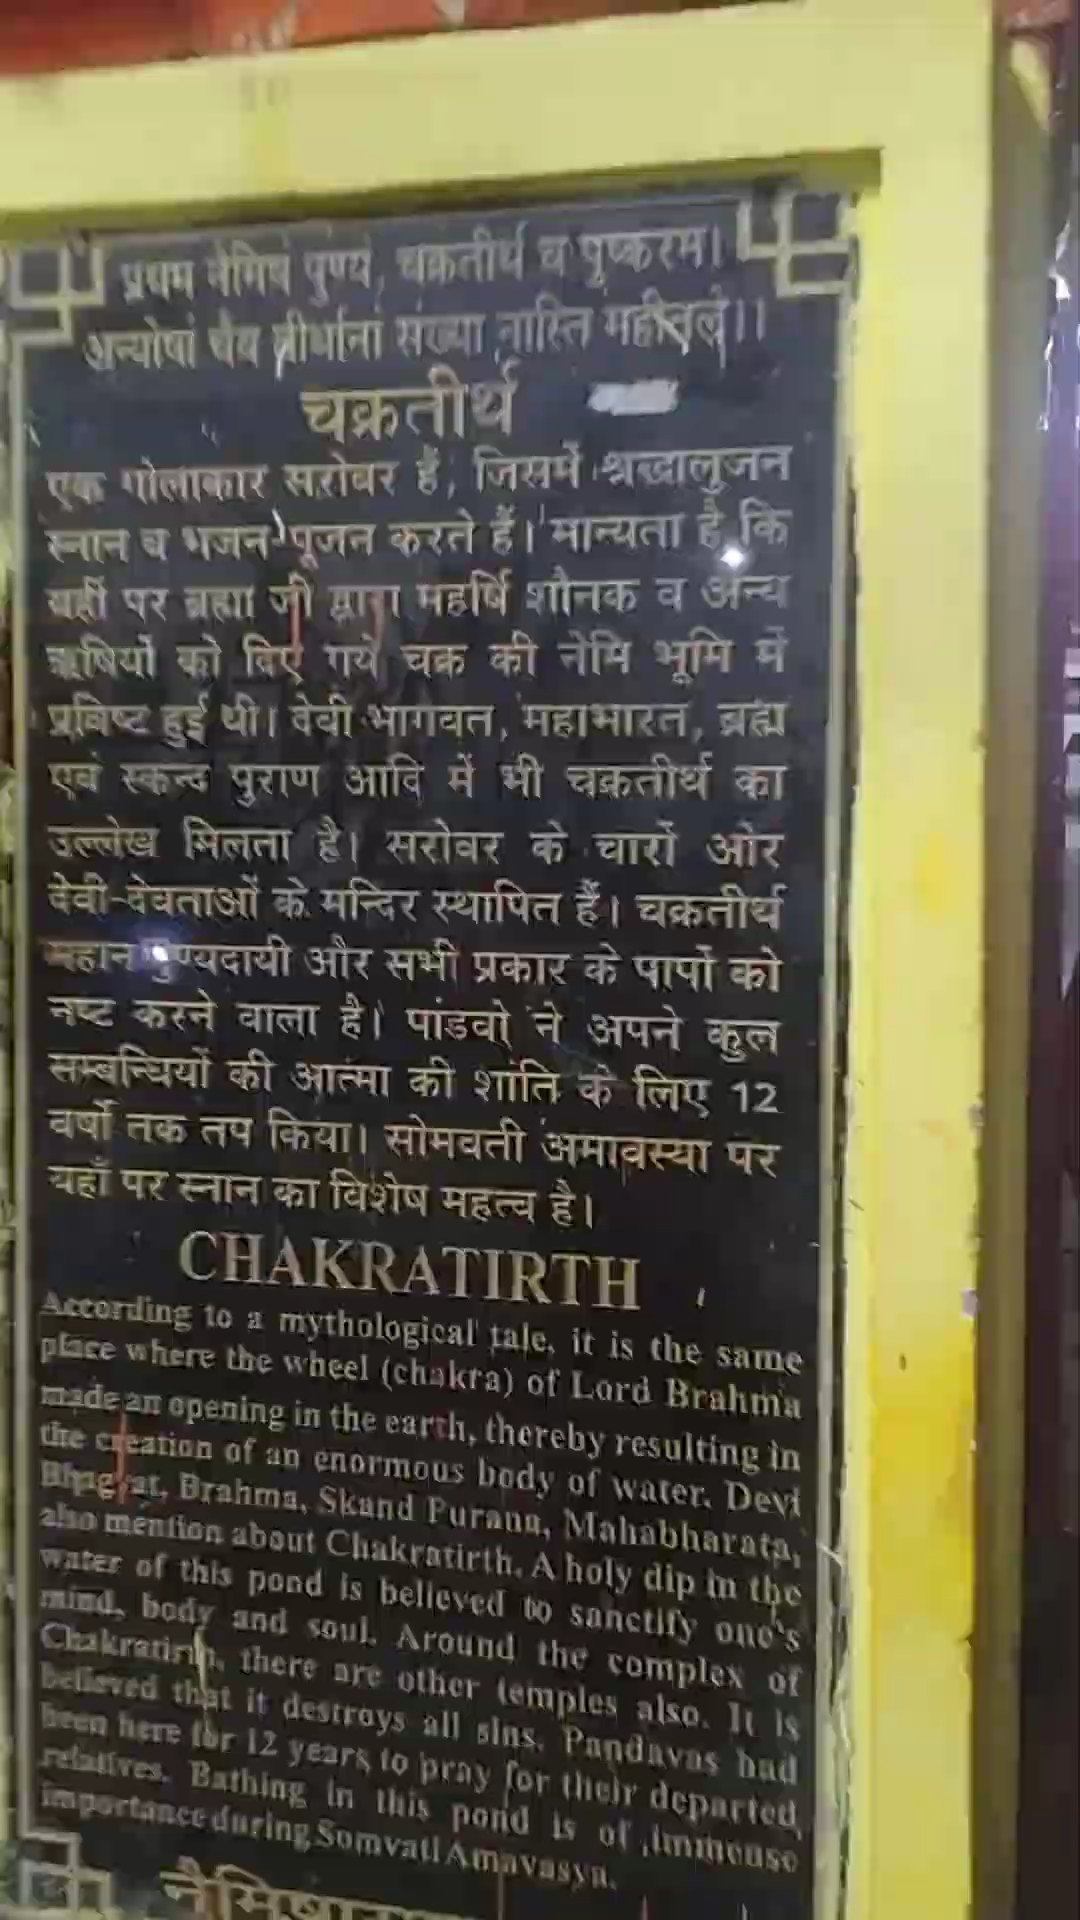 प्रथम नैमिषं पुण्यं, चक्रतीर्थ च पुष्करम।
अन्योषां चैव तीर्थानां संख्या नास्ति महीतले।।
चक्रतीर्थ
एक गोलाकार सरोवर है, जिसमें श्रद्धालुजन
स्नान व भजन पूजन करते हैं। मान्यता है कि
यहीं पर ब्रह्मा जी द्वारा महर्षि शौनक व अन्य
ऋषियों को दिए गये चक्र की नेमि भूमि में
प्रविष्ट हुई थी। देवी भागवत, महाभारत, ब्रह्म
एवं स्कन्द पुराण आदि में भी चक्रतीर्थ का
उल्लेख मिलता है। सरोवर के चारों ओर
देवी-देवताओं के मन्दिर स्थापित हैं। चक्रतीर्थ
महान पुण्यदायी और सभी प्रकार के पापों को
नष्ट करने वाला है। पांडवो ने अपने कुल
सम्बन्धियों की आत्मा की शांति के लिए 12
वर्षो तक तप किया। सोमवती अमावस्या पर
यहाँ पर स्नान का विशेष महत्व है।
CHAKRATIRTH
According to a mythological tale, it is the same
place where the wheel (chakra) of Lord Brahma
made an opening in the earth, thereby resulting in
the creation of an enormous body of water. Devi
Bhagvat, Brahma, Skand Purana, Mahabharata,
also mention about Chakratirth. A holy dip in the
water of this pond is believed to sanctify one's
mind, body and soul. Around the complex of
Chakratirth, there are other temples also. It is
believed that it destroys all sins. Pandavas had
been here for 12 years to pray for their departed
relatives. Bathing in this pond is of immense
importance during Somvati Amavasya.